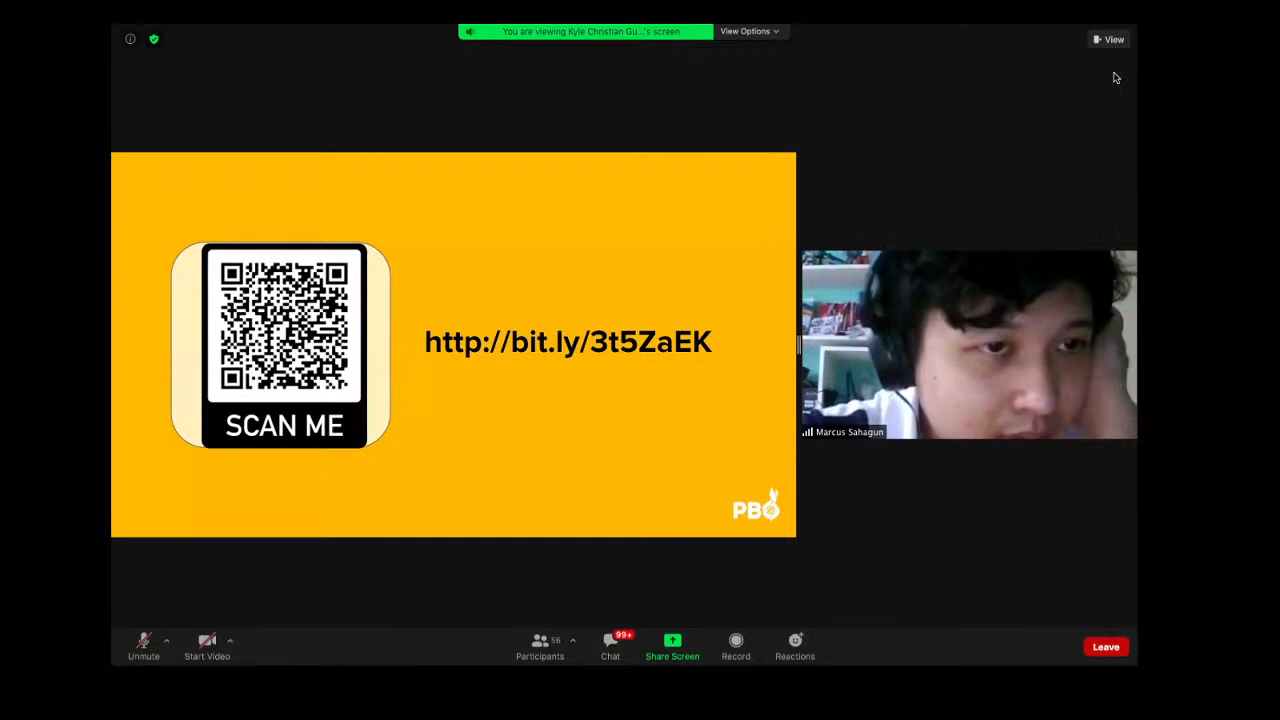 You are viewing Kyle Christian Gu...'s screen
View Options
View
http://bit.ly/3t5ZaEK
SCAN ME
Marcus Sahagun
PBO
Unmute
Start Video
56
Participants
99+
Chat
Share Screen
Record
Reactions
Leave